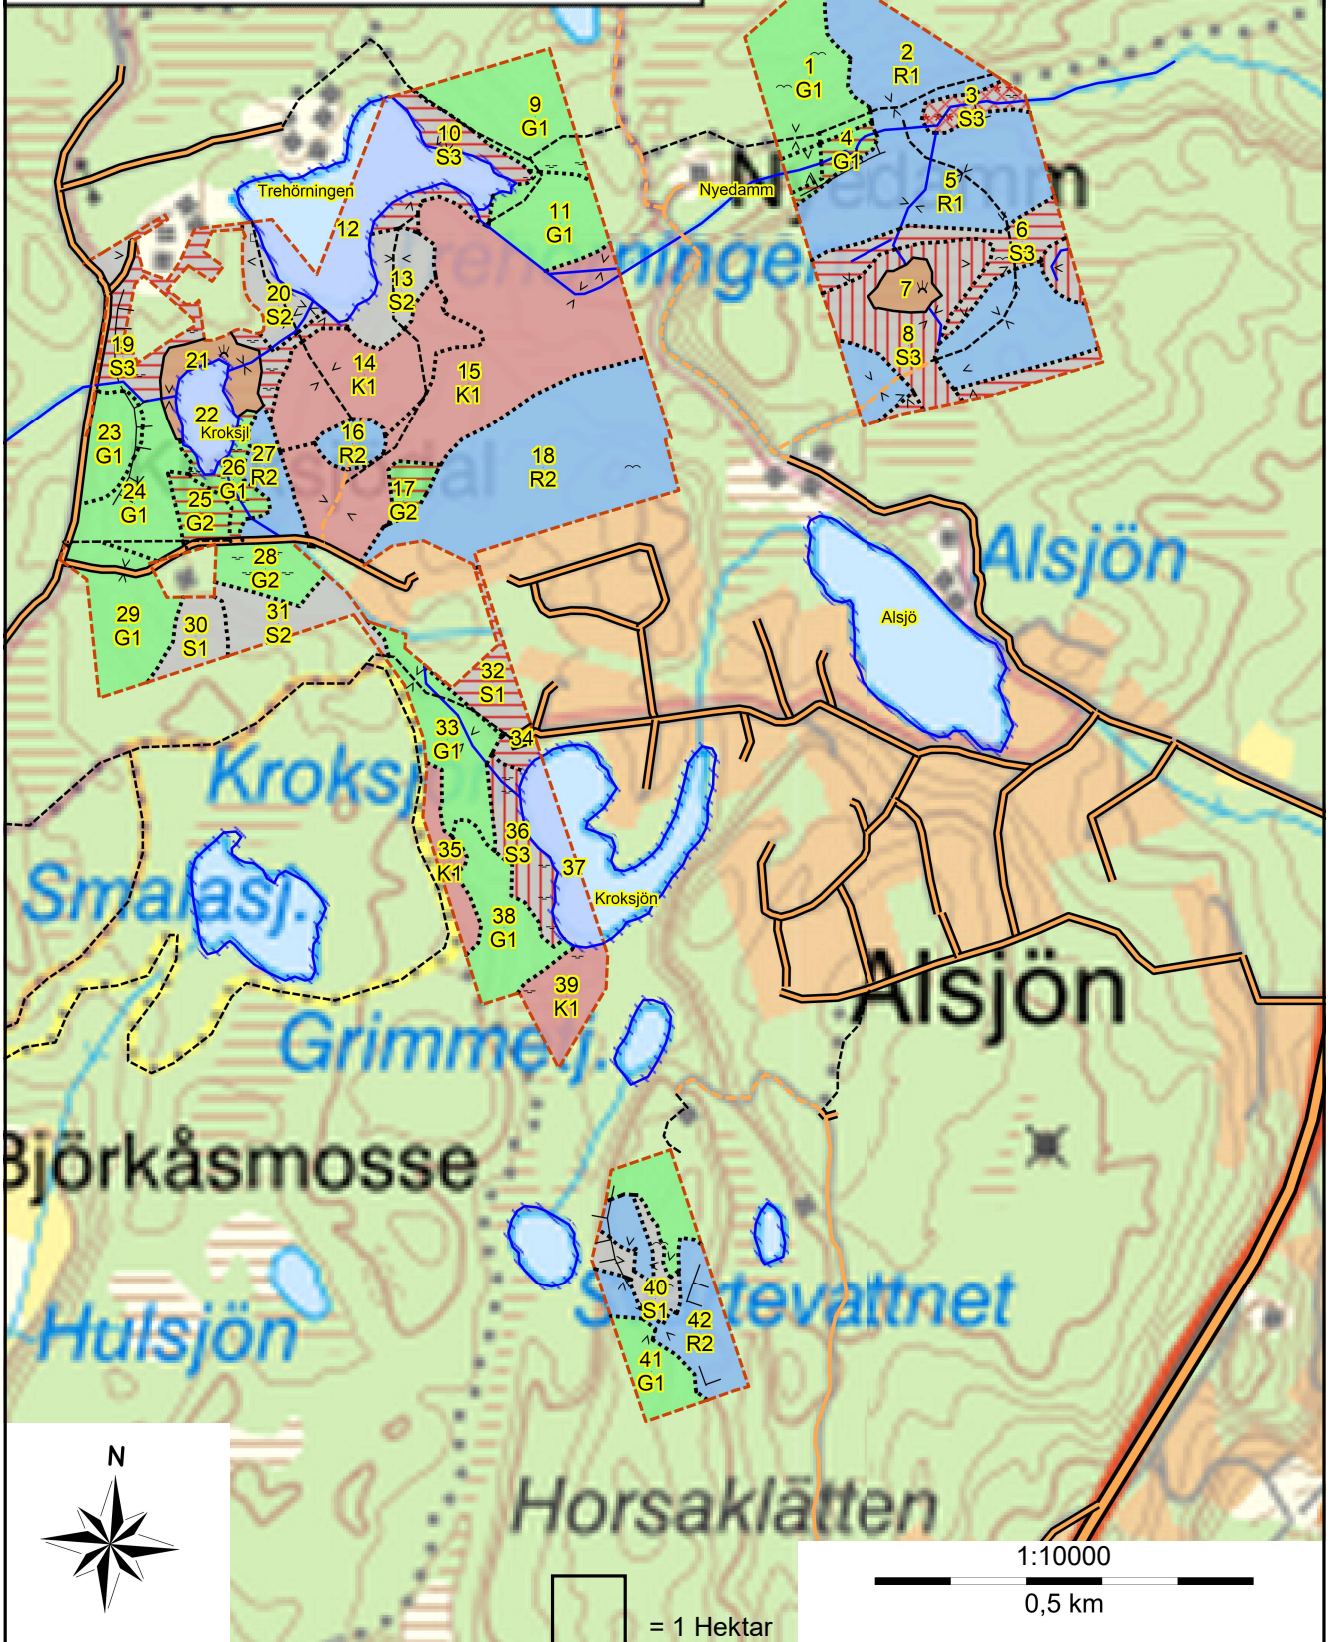 1
G1
2
R1
3
S3
4
G1
5
R1
6
S3
7
8
S3
9
G1
10
S3
11
G1
12
13
S2
14
K1
15
K1
16
R2
17
G2
18
R2
19
S3
20
S2
21
22
23
G1
24
G1
25
G2
26
G1
27
R2
28
G2
29
G1
30
S1
31
S2
32
S1
33
G1
34
35
K1
36
S3
37
38
G1
39
K1
40
S1
41
G1
42
R2
Trehörningen
Nyedamm
Nyedamm
Kroksjl
Alsjö
Alsjön
Kroksjön
Alsjön
Smalasj.
Björkåsmosse
Hulsjön
Horsaklätten
N
= 1 Hektar
1:10000
0,5 km